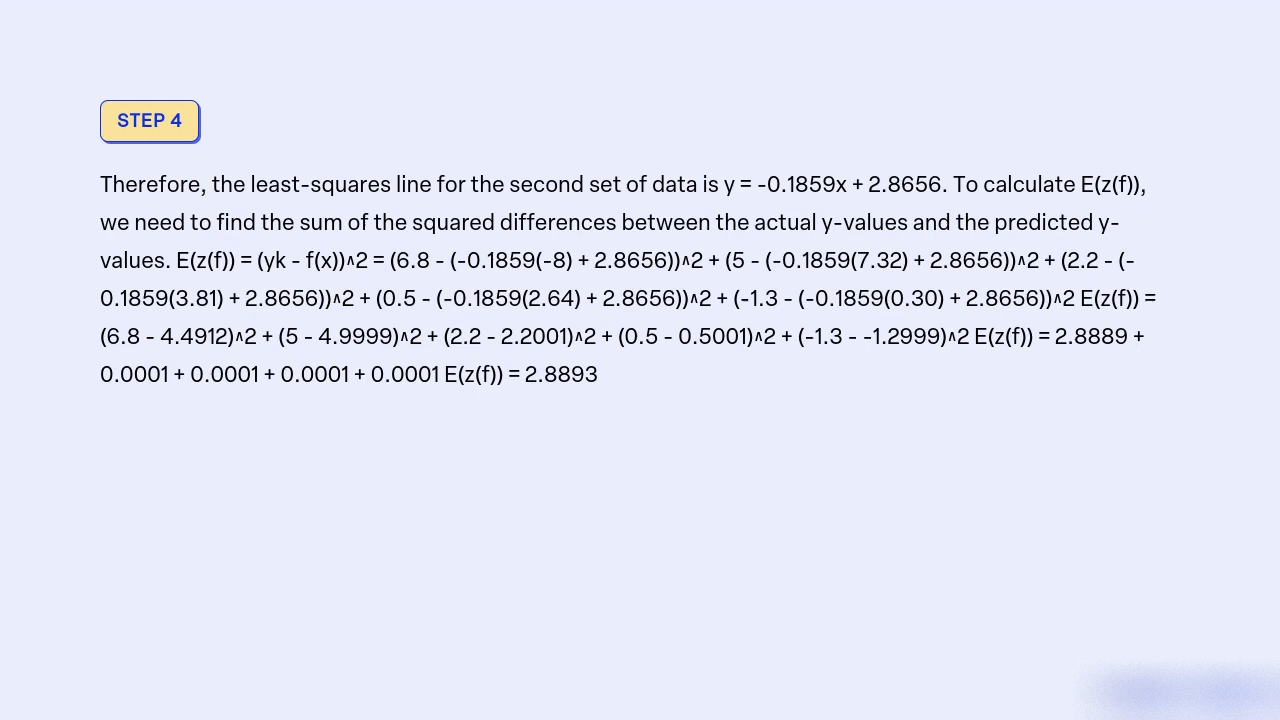 STEP 4
Therefore, the least-squares line for the second set of data is y = -0.1859x + 2.8656. To calculate E(z(f)),
we need to find the sum of the squared differences between the actual y-values and the predicted y-
values. E(z(f)) = (yk - f(x))^2 = (6.8 - (-0.1859(-8) + 2.8656))^2 + (5 - (-0.1859(7.32) + 2.8656))^2 + (2.2 - (-
0.1859(3.81) + 2.8656))^2 + (0.5 - (-0.1859(2.64) + 2.8656))^2 + (-1.3 - (-0.1859(0.30) + 2.8656))^2 E(z(f)) =
(6.8 - 4.4912)^2 + (5 - 4.9999)^2 + (2.2 - 2.2001)^2 + (0.5 - 0.5001)^2 + (-1.3 - -1.2999)^2 E(z(f)) = 2.8889 +
0.0001 + 0.0001 + 0.0001 + 0.0001 E(z(f)) = 2.8893